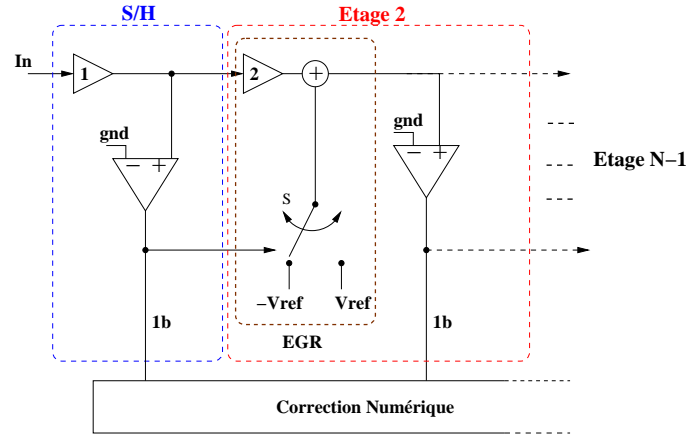 S/H
Etage 2
In
1
2
+
gnd
− +
gnd
− +
Etage N−1
S
−Vref
Vref
1b
EGR
1b
Correction Numérique